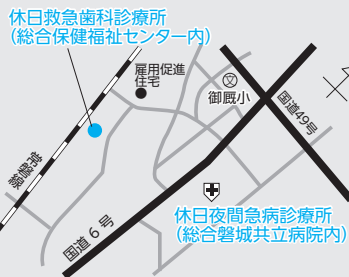 休日救急歯科診療所
(総合保健福祉センター内)
雇用促進
住宅
文
御厩小
国道49号
常磐線
国道6号
休日夜間急病診療所
(総合磐城共立病院内)